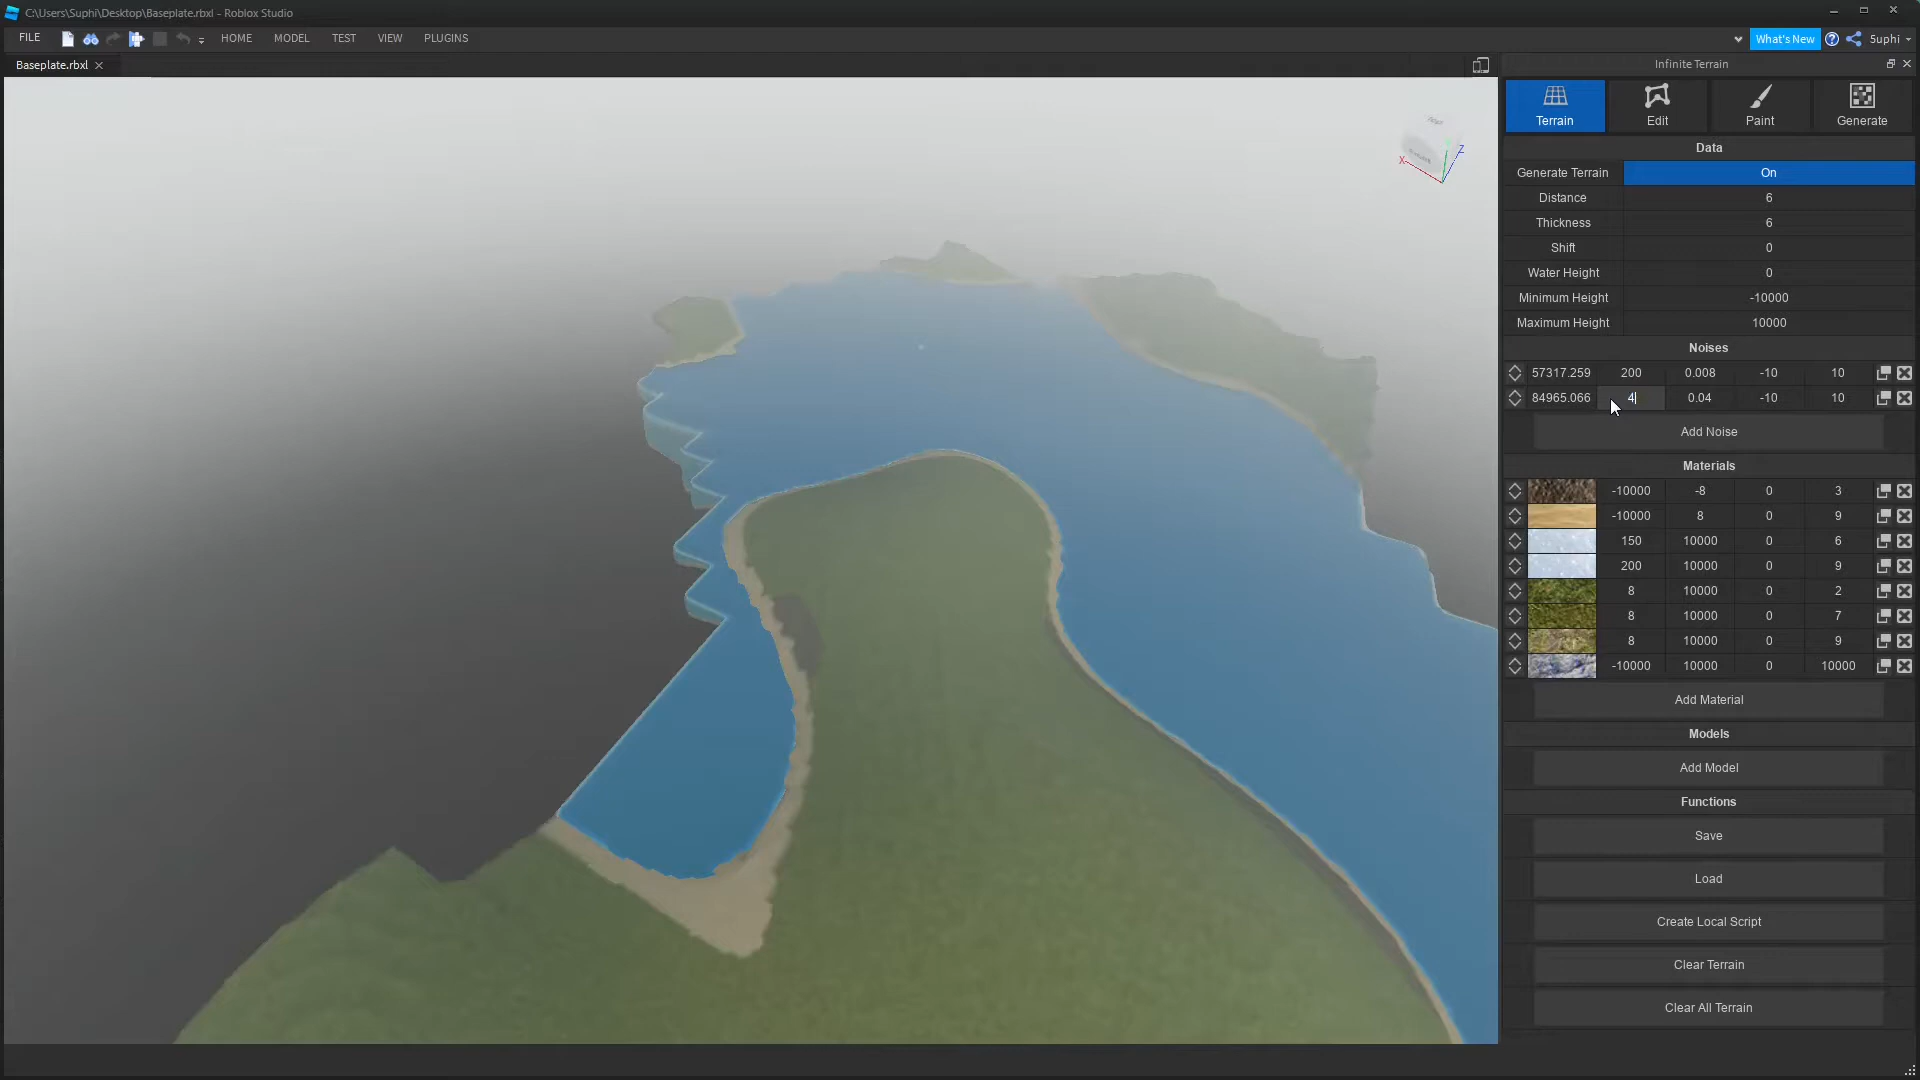 C:\Users\Suphi\Desktop\Baseplate.rbxl - Roblox Studio
FILE HOME MODEL TEST VIEW PLUGINS What's New 5uphi
Baseplate.rbxl
Infinite Terrain
Terrain Edit Paint Generate
Data
Generate Terrain On
Distance 6
Thickness 6
Shift 0
Water Height 0
Minimum Height -10000
Maximum Height 10000
Noises
57317.259 200 0.008 -10 10
84965.066 4 0.04 -10 10
Add Noise
Materials
-10000 -8 0 3
-10000 8 0 9
150 10000 0 6
200 10000 0 9
8 10000 0 2
8 10000 0 7
8 10000 0 9
-10000 10000 0 10000
Add Material
Models
Add Model
Functions
Save
Load
Create Local Script
Clear Terrain
Clear All Terrain
X
Z